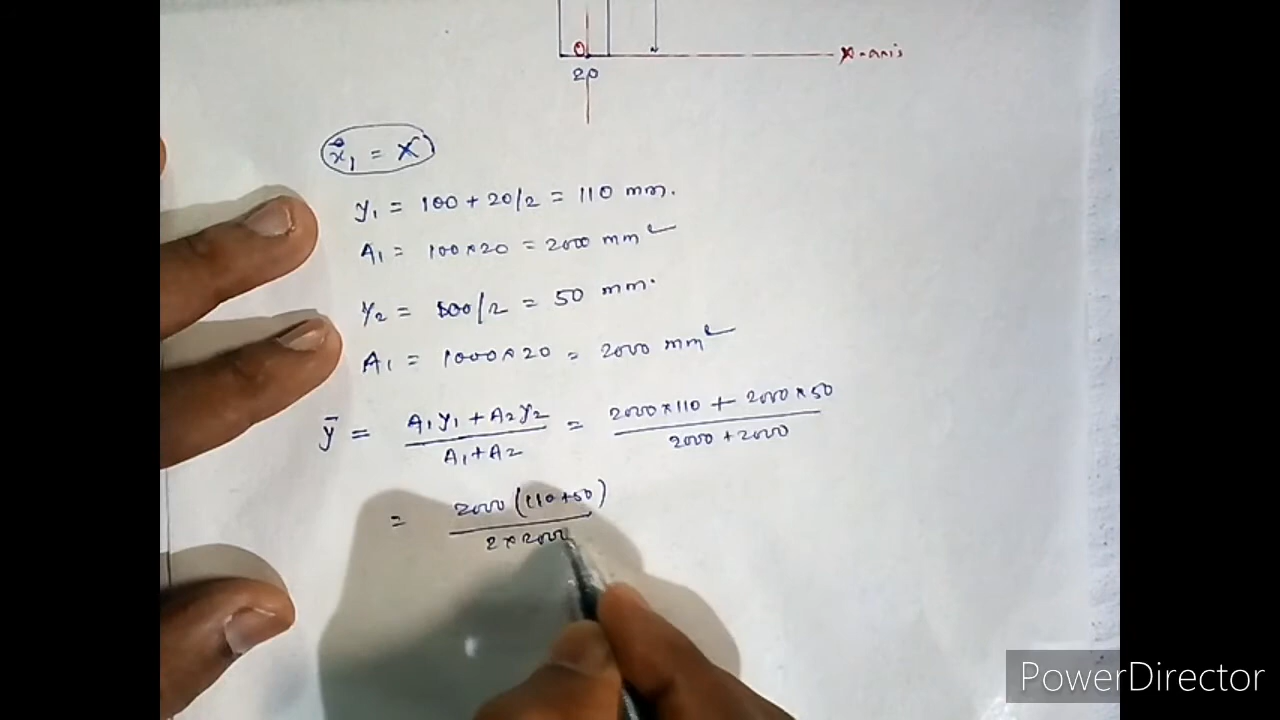 0
x-axis
20
x̄₁ = X
y₁ = 100 + 20/2 = 110 mm.
A₁ = 100×20 = 2000 mm²
Y₂ = 100/2 = 50 mm.
A₁ = 1000×20 = 2000 mm²
ȳ = A₁y₁ + A₂y₂ / A₁ + A₂ = 2000×110 + 2000×50 / 2000 + 2000
= 2000 (110+50) / 2×2000
PowerDirector